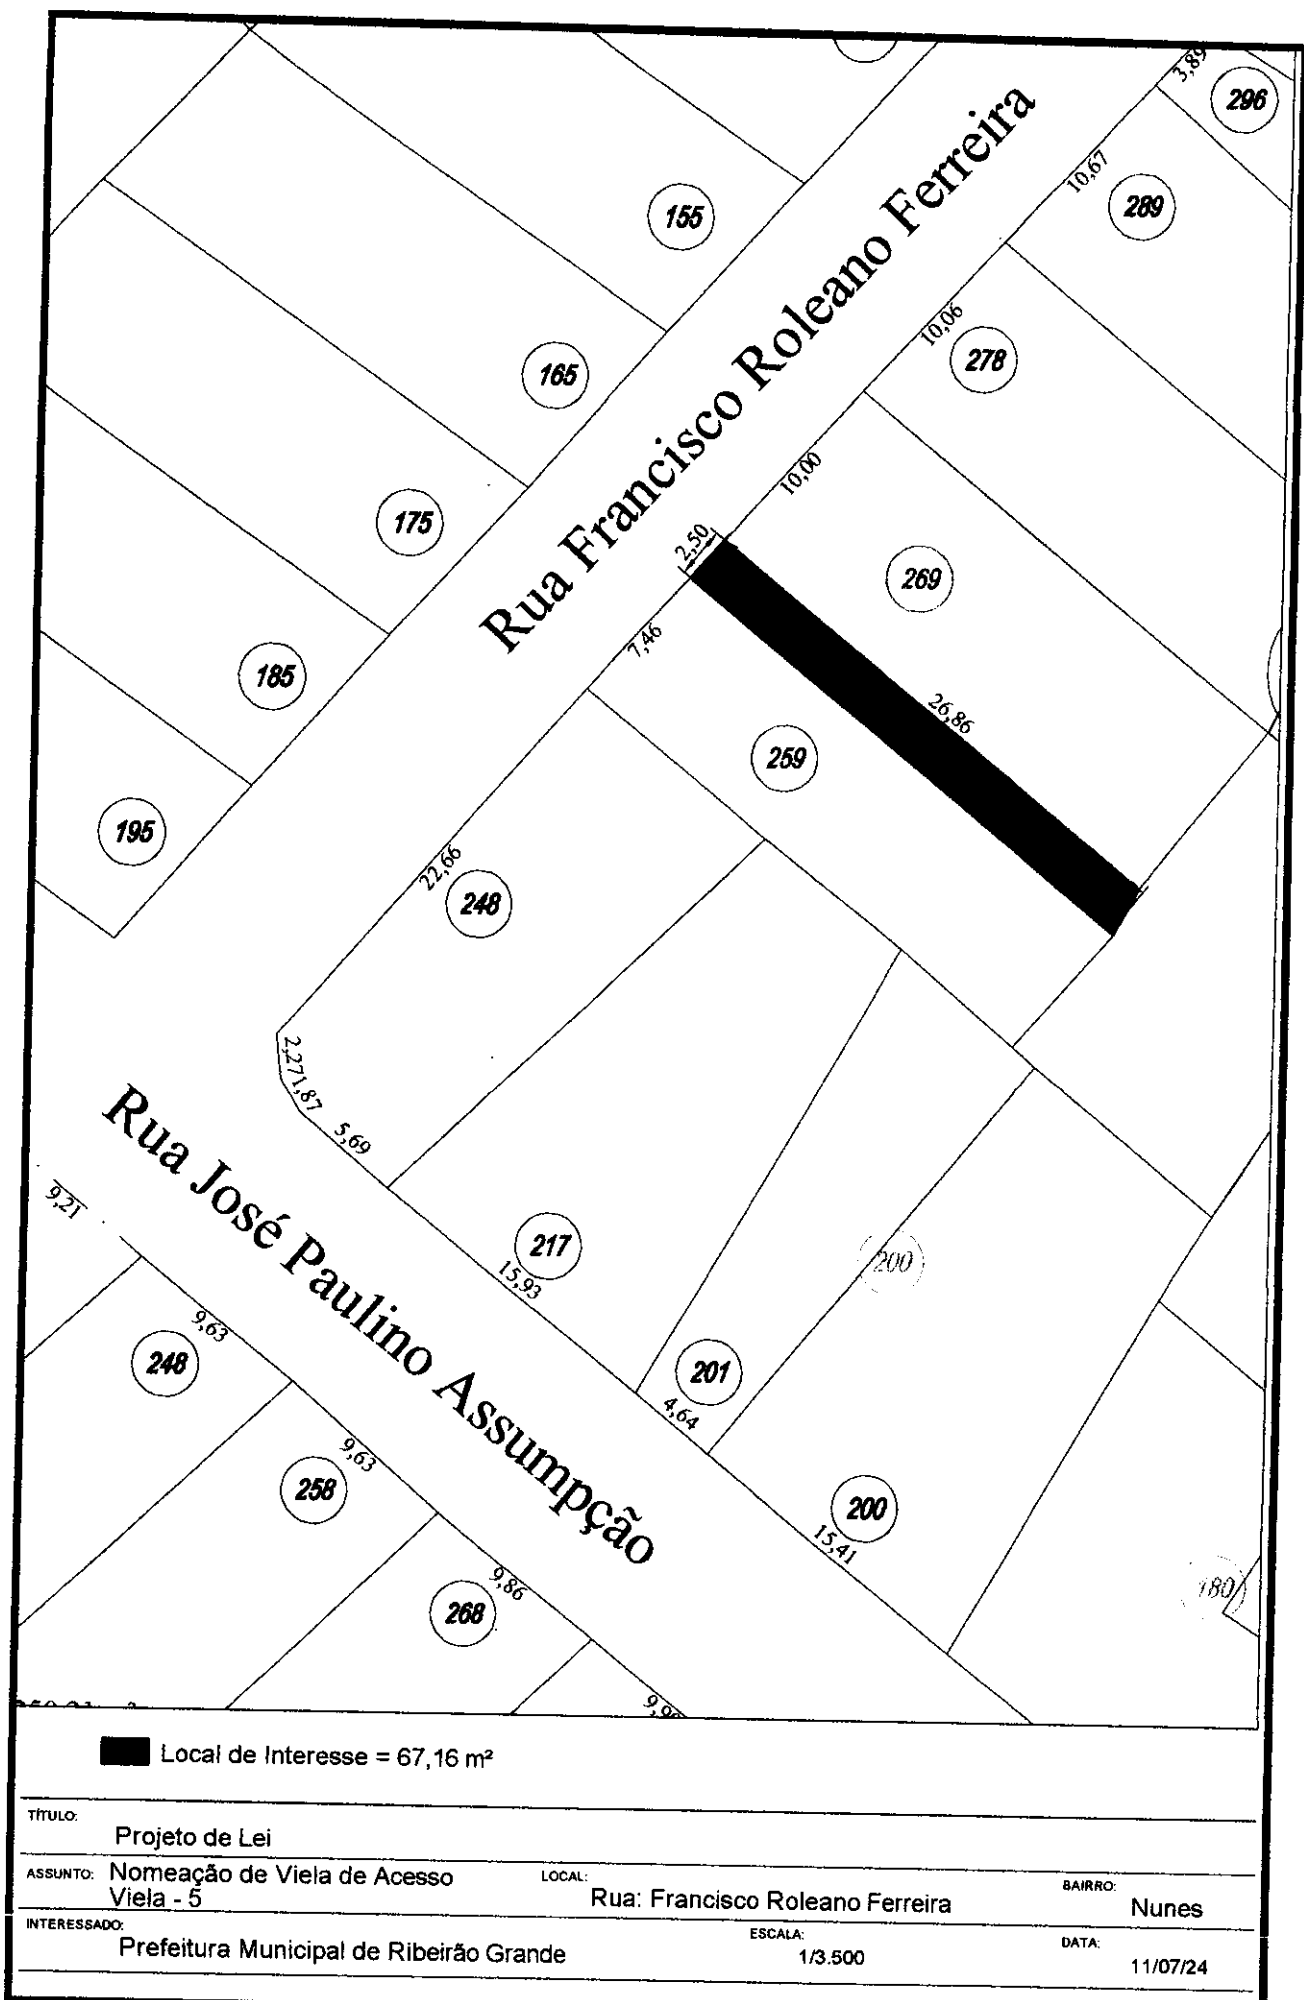 3,89
296
10,67
289
155
Rua Francisco Roleano Ferreira
10,06
278
165
10,00
175
2,50
269
7,46
185
26,86
259
195
22,66
248
2,27
1,87
5,69
Rua José Paulino Assumpção
9,21
217
15,93
200
9,63
248
201
4,64
9,63
258
200
15,41
180
9,86
268
Local de Interesse = 67,16 m²
TÍTULO:
Projeto de Lei
ASSUNTO: Nomeação de Viela de Acesso
Viela - 5
LOCAL:
Rua: Francisco Roleano Ferreira
BAIRRO:
Nunes
INTERESSADO:
Prefeitura Municipal de Ribeirão Grande
ESCALA:
1/3.500
DATA:
11/07/24